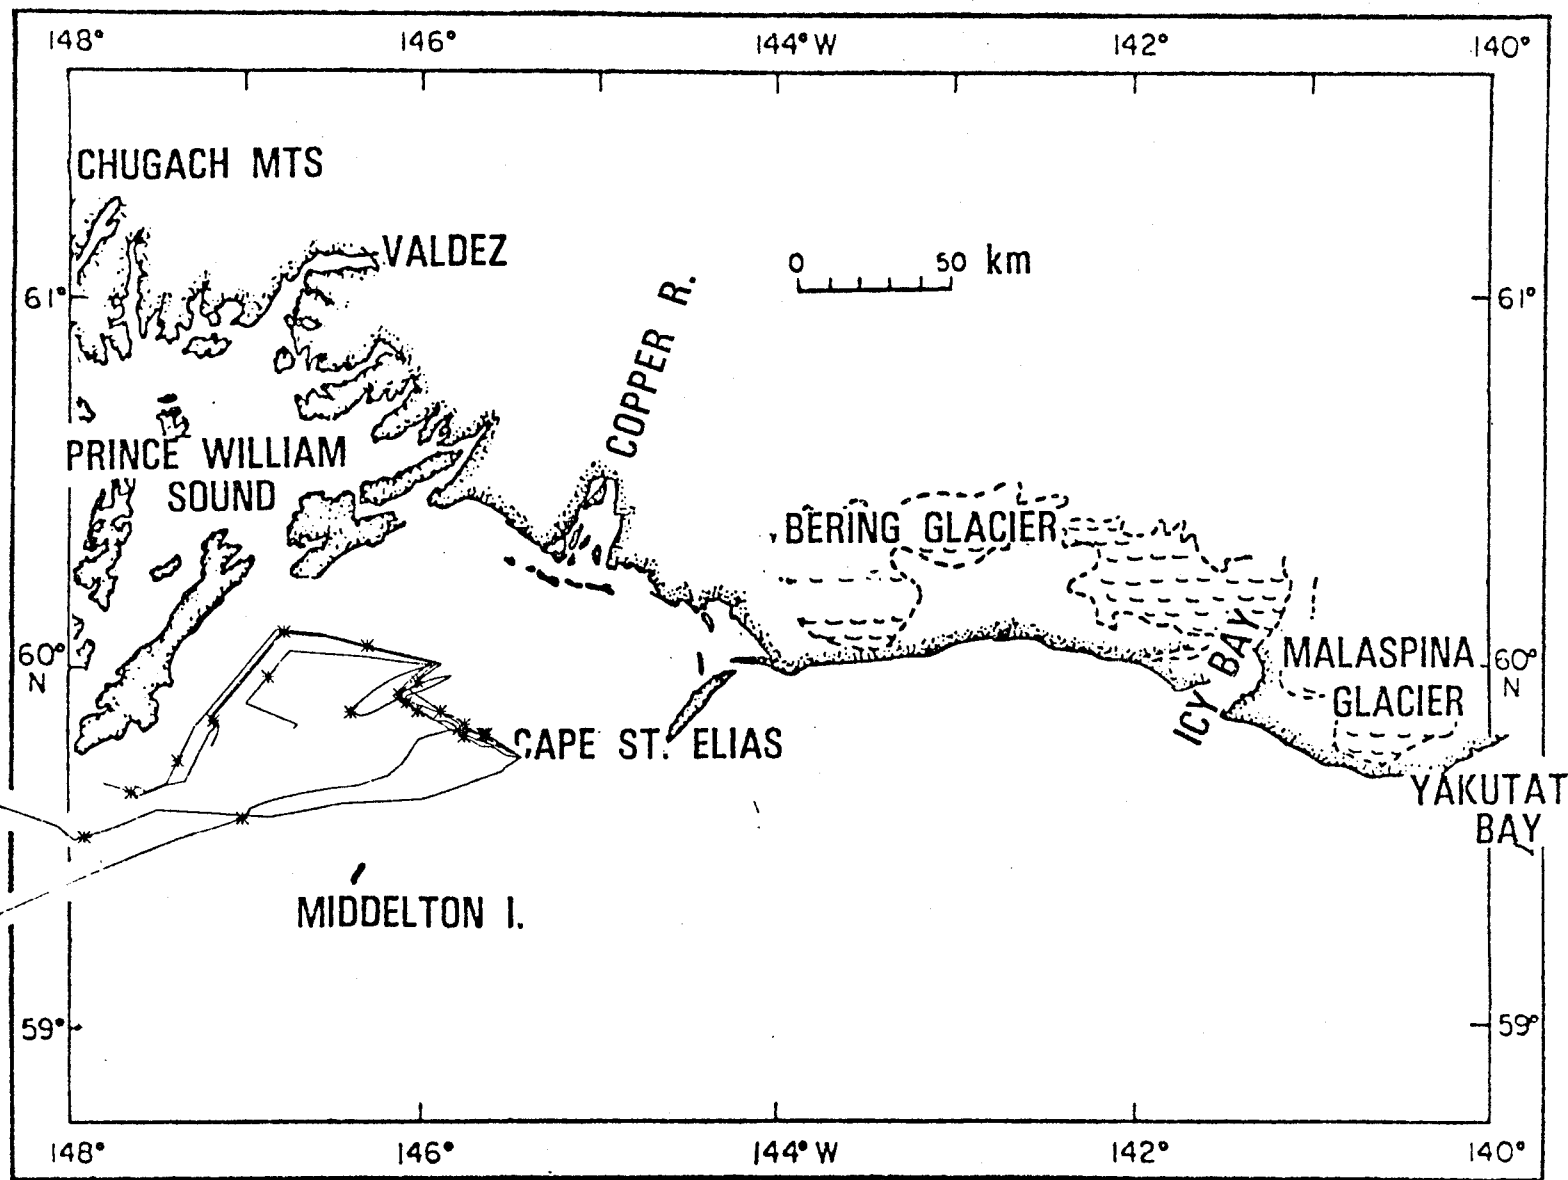 148° 146° 144° W 142° 140°
CHUGACH MTS
VALDEZ
0 50 km
61° 61°
COPPER R.
PRINCE WILLIAM
SOUND
BERING GLACIER
60° 60°
N N
ICY BAY
MALASPINA
GLACIER
CAPE ST. ELIAS
YAKUTAT
BAY
MIDDELTON I.
59° 59°
148° 146° 144° W 142° 140°